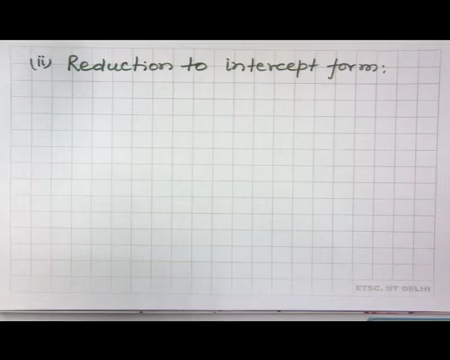 (ii) Reduction to intercept form:
ETSC, IIT DELHI